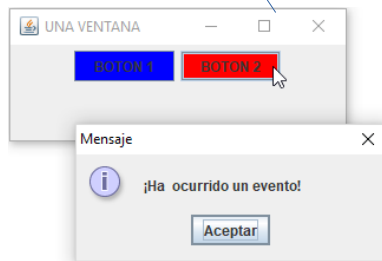 UNA VENTANA
BOTON 1 BOTON 2
Mensaje
¡Ha ocurrido un evento!
Aceptar